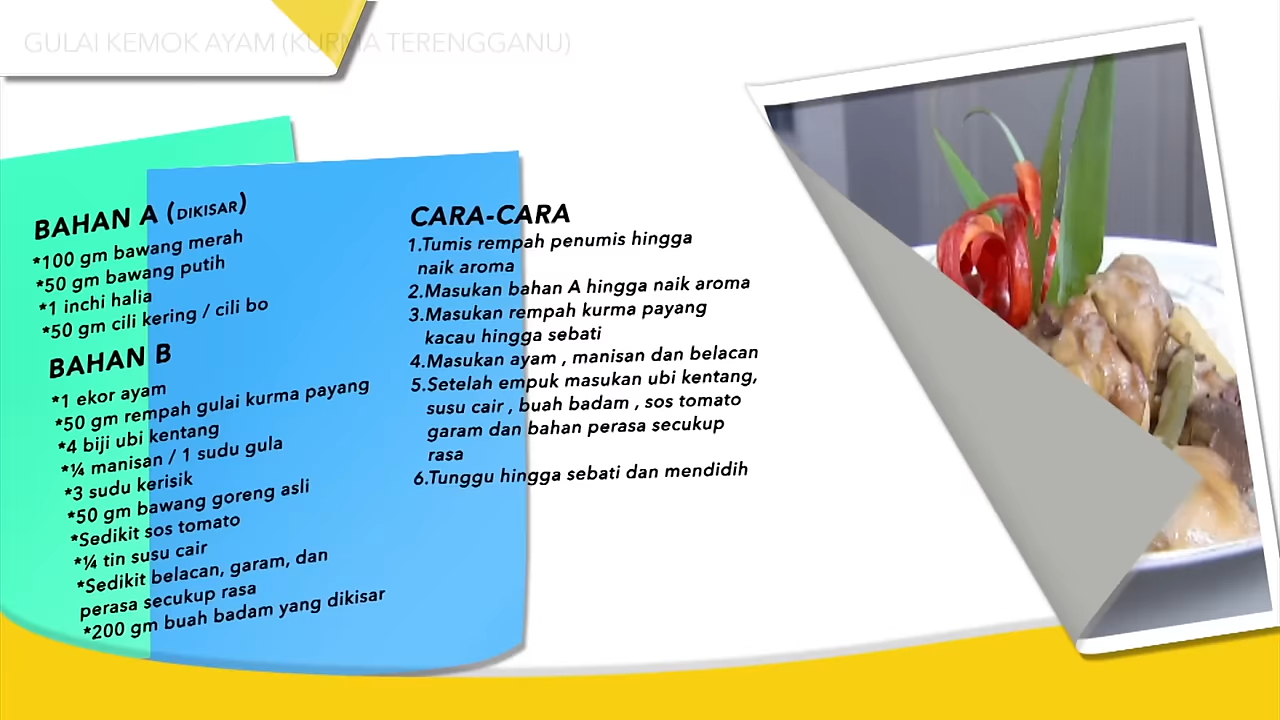 GULAI KEMOK AYAM (KURMA TERENGGANU)
BAHAN A (DIKISAR)
*100 gm bawang merah
*50 gm bawang putih
*1 inchi halia
*50 gm cili kering / cili bo
BAHAN B
*1 ekor ayam
*50 gm rempah gulai kurma payang
*4 biji ubi kentang
*¼ manisan / 1 sudu gula
*3 sudu kerisik
*50 gm bawang goreng asli
*Sedikit sos tomato
*¼ tin susu cair
*Sedikit belacan, garam, dan
perasa secukup rasa
*200 gm buah badam yang dikisar
CARA-CARA
1.Tumis rempah penumis hingga
naik aroma
2.Masukan bahan A hingga naik aroma
3.Masukan rempah kurma payang
kacau hingga sebati
4.Masukan ayam , manisan dan belacan
5.Setelah empuk masukan ubi kentang,
susu cair , buah badam , sos tomato
garam dan bahan perasa secukup
rasa
6.Tunggu hingga sebati dan mendidih